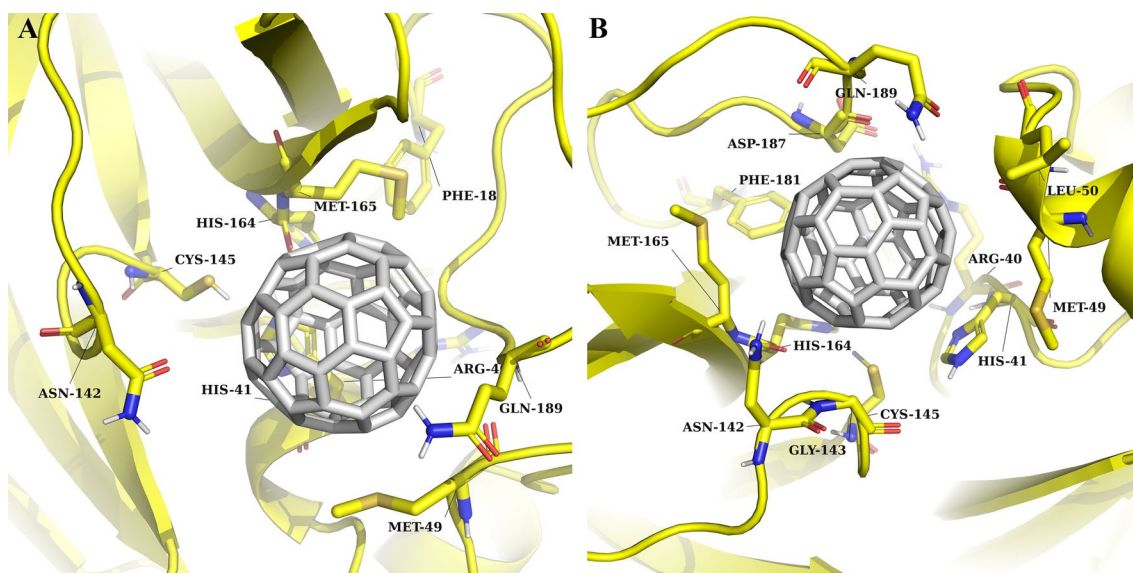 A
PHE-18
MET-165
HIS-164
CYS-145
ASN-142
HIS-41
ARG-4
GLN-189
MET-49
B
GLN-189
ASP-187
PHE-181
LEU-50
MET-165
ARG-40
MET-49
HIS-164
HIS-41
ASN-142
CYS-145
GLY-143